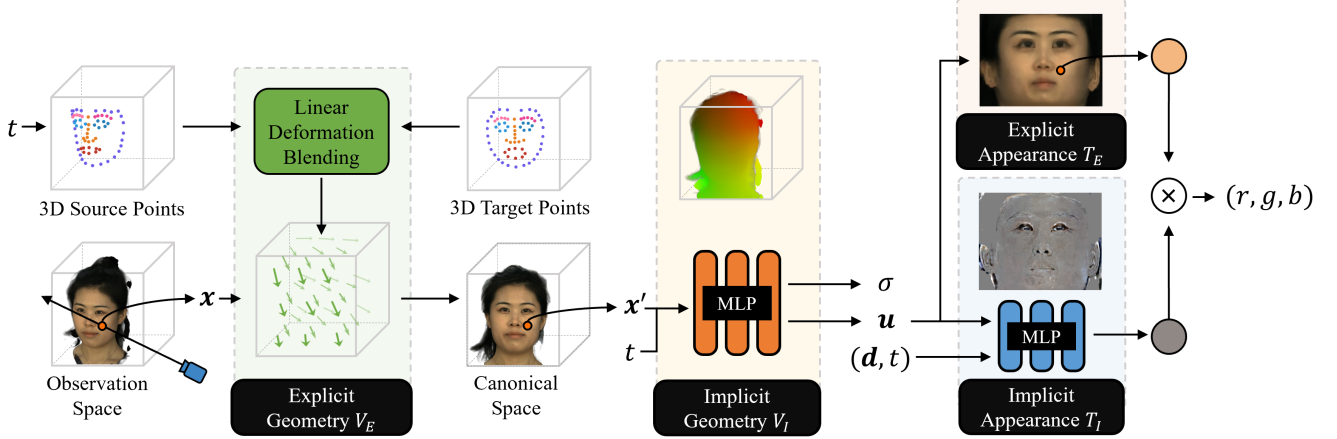 t
3D Source Points
Linear
Deformation
Blending
3D Target Points
Observation
Space
x
Explicit
Geometry V_E
Canonical
Space
x'
t
MLP
Implicit
Geometry V_I
σ
u
(d, t)
Explicit
Appearance T_E
MLP
Implicit
Appearance T_I
(r, g, b)